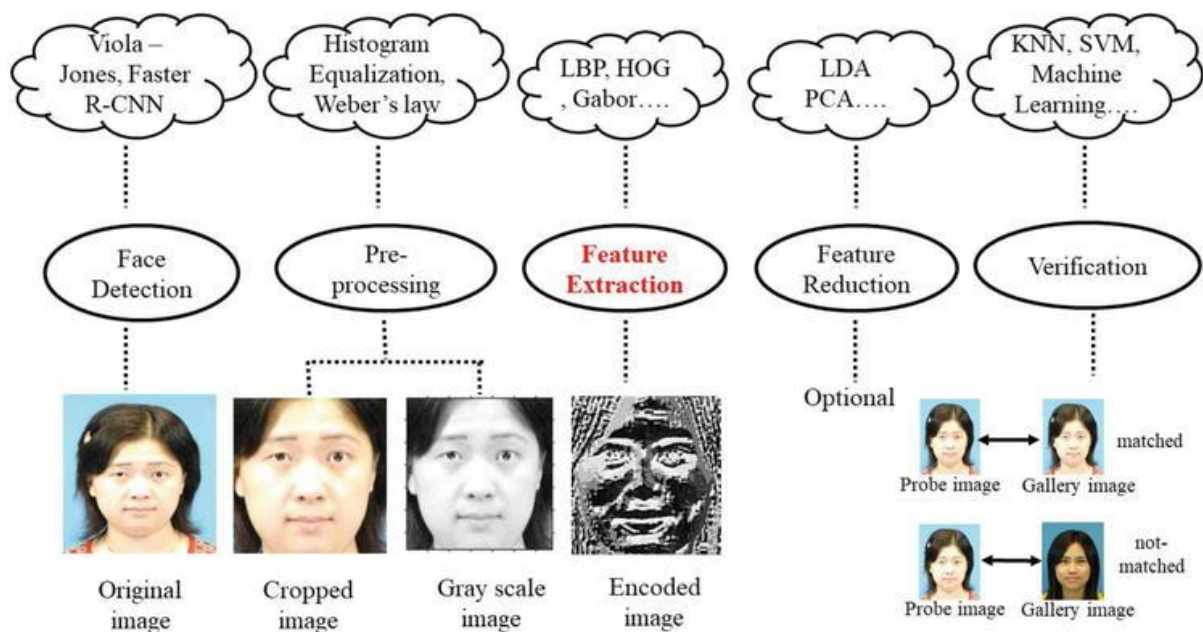 Viola –
Jones, Faster
R-CNN
Histogram
Equalization,
Weber's law
LBP, HOG
, Gabor….
LDA
PCA….
KNN, SVM,
Machine
Learning….
Face
Detection
Pre-
processing
Feature
Extraction
Feature
Reduction
Verification
Original
image
Cropped
image
Gray scale
image
Encoded
image
Optional
matched
Probe image
Gallery image
not-
matched
Probe image
Gallery image